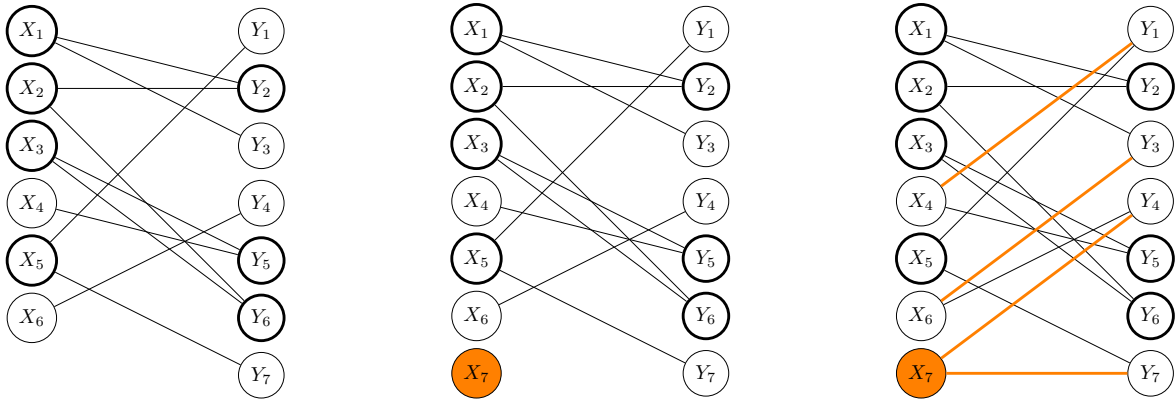 X₁ Y₁ X₁ Y₁ X₁ Y₁
X₂ Y₂ X₂ Y₂ X₂ Y₂
X₃ Y₃ X₃ Y₃ X₃ Y₃
X₄ Y₄ X₄ Y₄ X₄ Y₄
X₅ Y₅ X₅ Y₅ X₅ Y₅
X₆ Y₆ X₆ Y₆ X₆ Y₆
Y₇ X₇ Y₇ X₇ Y₇